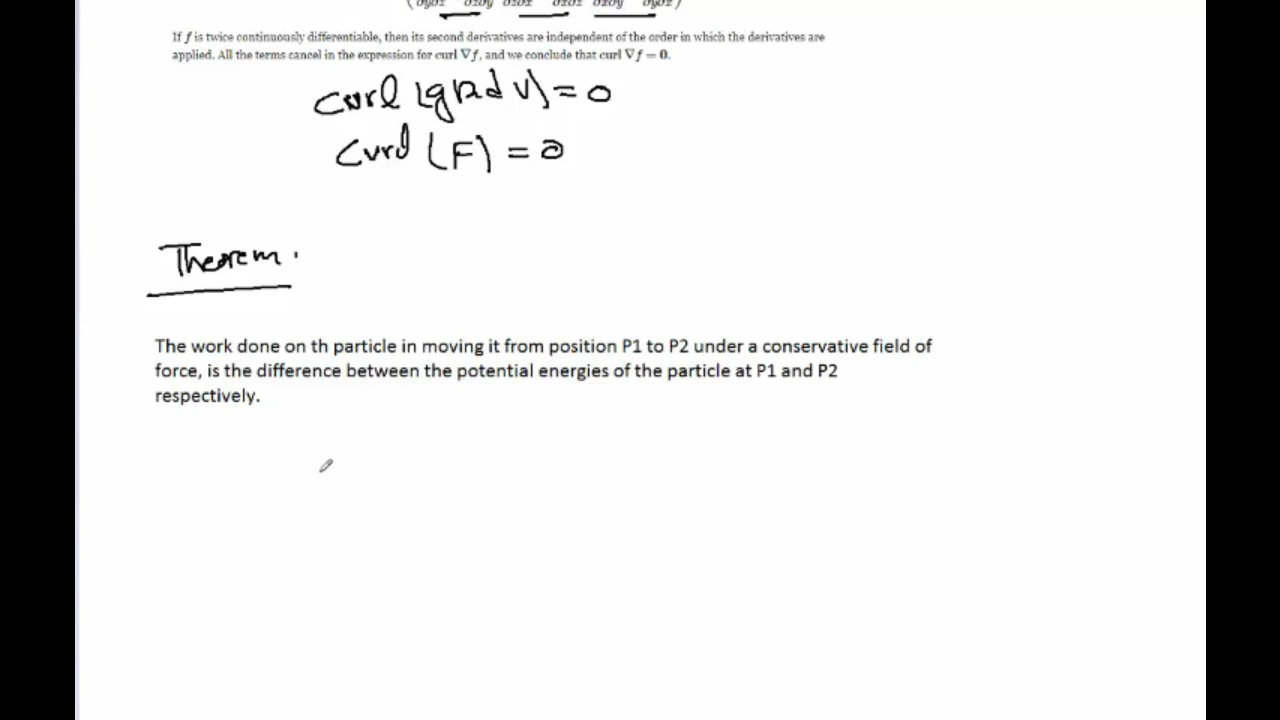 If f is twice continuously differentiable, then its second derivatives are independent of the order in which the derivatives are
applied. All the terms cancel in the expression for curl ∇f, and we conclude that curl ∇f = 0.
Curl (grad V) = 0
Curl (F) = 0
Theorem.
The work done on th particle in moving it from position P1 to P2 under a conservative field of
force, is the difference between the potential energies of the particle at P1 and P2
respectively.